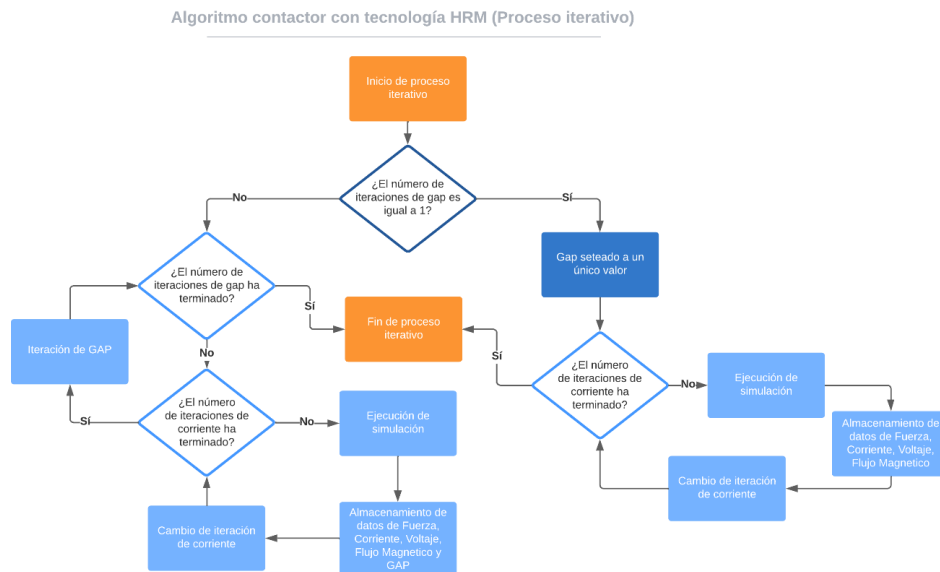 Algoritmo contactor con tecnología HRM (Proceso iterativo)
Inicio de proceso
iterativo
¿El número de
iteraciones de gap es
igual a 1?
No
Sí
¿El número de
iteraciones de gap ha
terminado?
Gap seteado a un
único valor
Sí
Iteración de GAP
Fin de proceso
iterativo
No
Sí
¿El número
de iteraciones de
corriente ha
terminado?
No
Ejecución de
simulación
¿El número
de iteraciones de
corriente ha
terminado?
Sí
No
Ejecución de
simulación
Almacenamiento de
datos de Fuerza,
Corriente, Voltaje,
Flujo Magnetico
Cambio de iteración
de corriente
Cambio de iteración
de corriente
Almacenamiento de
datos de Fuerza,
Corriente, Voltaje,
Flujo Magnetico y
GAP